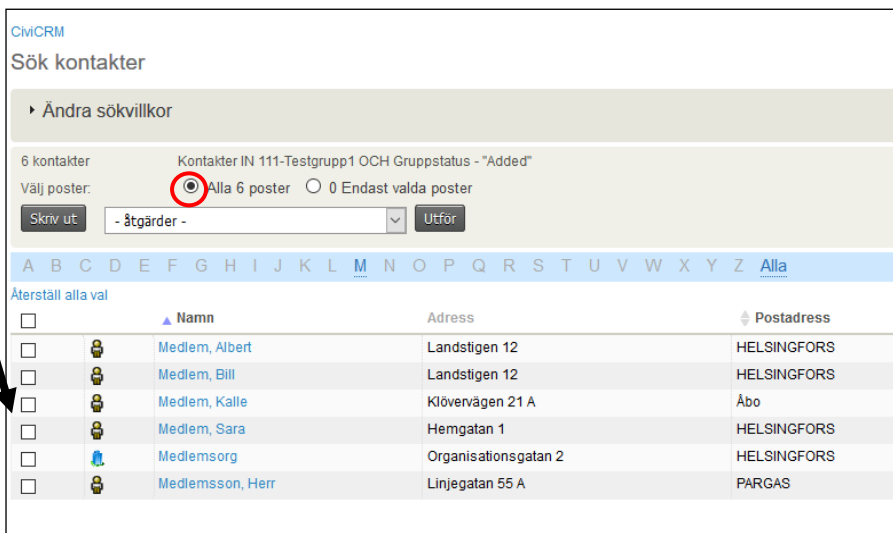 CiviCRM
Sök kontakter
Ändra sökvillkor
6 kontakter Kontakter IN 111-Testgrupp1 OCH Gruppstatus - "Added"
Välj poster: Alla 6 poster 0 Endast valda poster
Skriv ut - åtgärder - Utför
A B C D E F G H I J K L M N O P Q R S T U V W X Y Z Alla
Återställ alla val
Namn Adress Postadress
Medlem, Albert Landstigen 12 HELSINGFORS
Medlem, Bill Landstigen 12 HELSINGFORS
Medlem, Kalle Klövervägen 21 A Åbo
Medlem, Sara Hemgatan 1 HELSINGFORS
Medlemsorg Organisationsgatan 2 HELSINGFORS
Medlemsson, Herr Linjegatan 55 A PARGAS